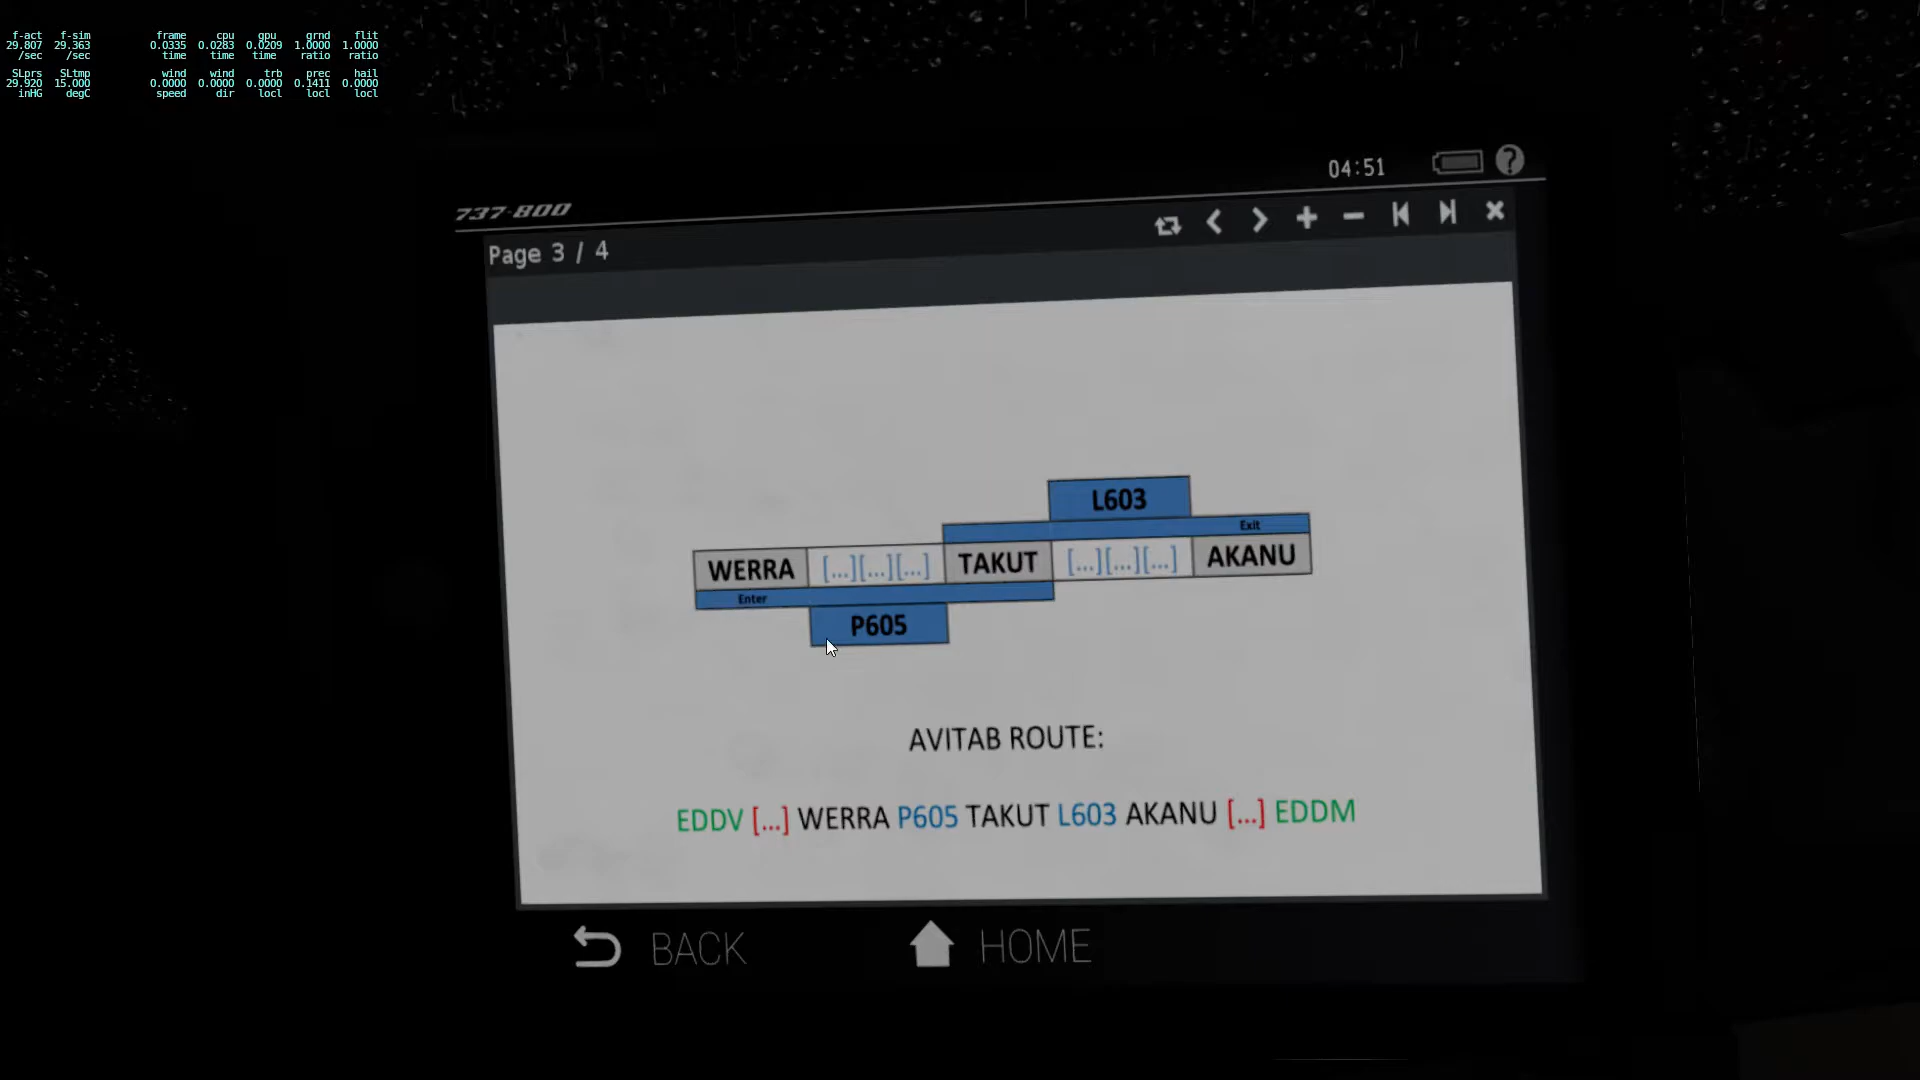 f-act f-sim frame cpu gpu grnd flit
29.807 29.363 0.0335 0.0283 0.0209 1.0000 1.0000
/sec /sec time time time ratio ratio
SLprs SLtmp wind wind trb prec hail
29.920 15.000 0.0000 0.0000 0.0000 0.1411 0.0000
inHG degC speed dir locl locl locl
04:51
737-800
Page 3 / 4
L603
Exit
WERRA [...][...][...] TAKUT [...][...][...] AKANU
Enter
P605
AVITAB ROUTE:
EDDV [...] WERRA P605 TAKUT L603 AKANU [...] EDDM
BACK HOME